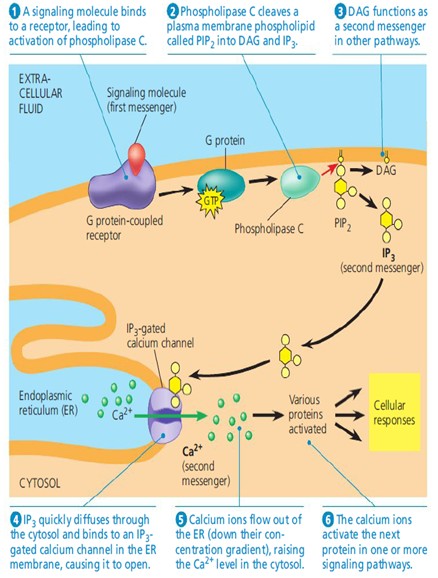 1 A signaling molecule binds
to a receptor, leading to
activation of phospholipase C.
2 Phospholipase C cleaves a
plasma membrane phospholipid
called PIP2 into DAG and IP3.
3 DAG functions as
a second messenger
in other pathways.
EXTRA-
CELLULAR
FLUID
Signaling molecule
(first messenger)
G protein
GTP
DAG
G protein-coupled
receptor
Phospholipase C
PIP2
IP3
(second messenger)
IP3-gated
calcium channel
Endoplasmic
reticulum (ER)
Ca2+
Ca2+
(second
messenger)
Various
proteins
activated
Cellular
responses
CYTOSOL
4 IP3 quickly diffuses through
the cytosol and binds to an IP3-
gated calcium channel in the ER
membrane, causing it to open.
5 Calcium ions flow out of
the ER (down their con-
centration gradient), raising
the Ca2+ level in the cytosol.
6 The calcium ions
activate the next
protein in one or more
signaling pathways.